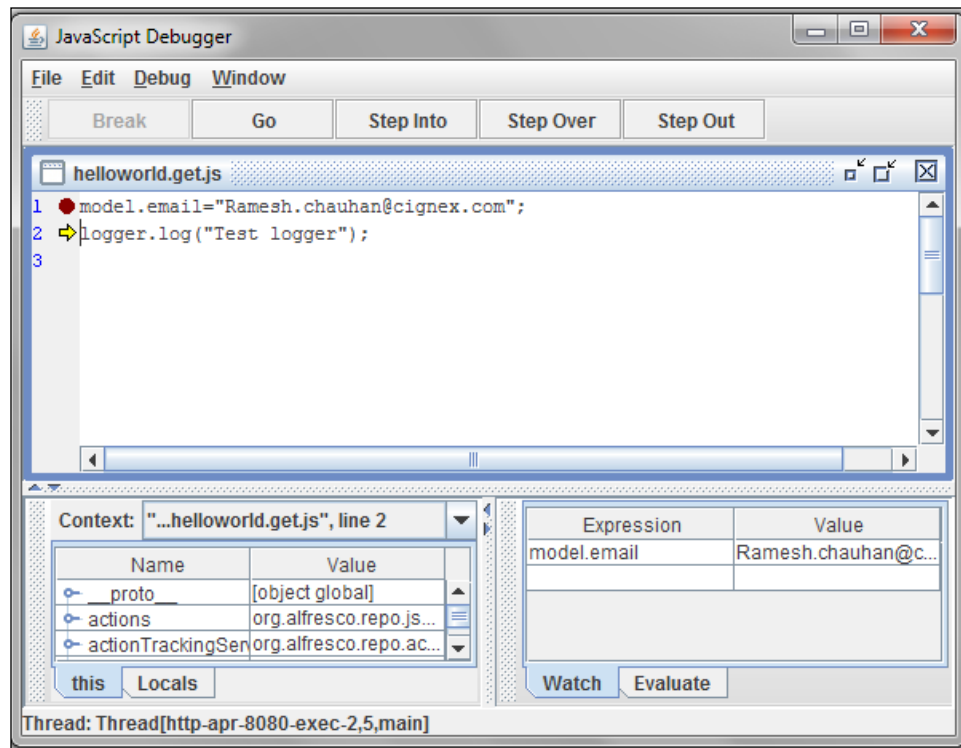 JavaScript Debugger
File Edit Debug Window
Break Go Step Into Step Over Step Out
helloworld.get.js
1 model.email="Ramesh.chauhan@cignex.com";
2 logger.log("Test logger");
3
Context: "...helloworld.get.js", line 2
Name Value
__proto__ [object global]
actions org.alfresco.repo.js...
actionTrackingSer org.alfresco.repo.ac...
this Locals
Expression Value
model.email Ramesh.chauhan@c...
Watch Evaluate
Thread: Thread[http-apr-8080-exec-2,5,main]